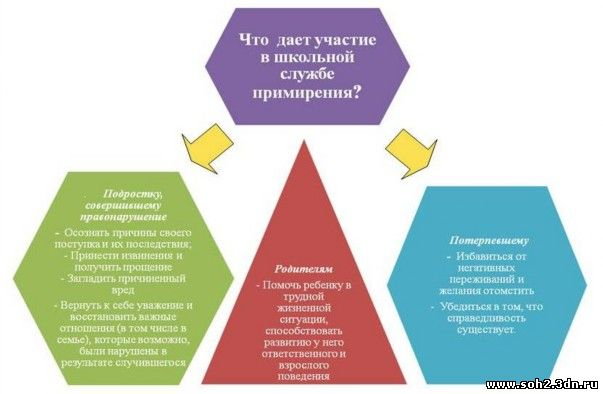 Что дает участие
в школьной
службе
примирения?
Подростку,
совершившему
правонарушение
- Осознать причины своего
поступка и их последствия;
- Принести извинения и
получить прощение
- Загладить причиненный
вред
- Вернуть к себе уважение и
восстановить важные
отношения (в том числе в
семье), которые возможно,
были нарушены в
результате случившегося
Родителям
- Помочь ребенку в
трудной
жизненной
ситуации,
способствовать
развитию у него
ответственного и
взрослого
поведения
Потерпевшему
- Избавиться от
негативных
переживаний и
желания отомстить
- Убедиться в том, что
справедливость
существует.
www.soh2.3dn.ru